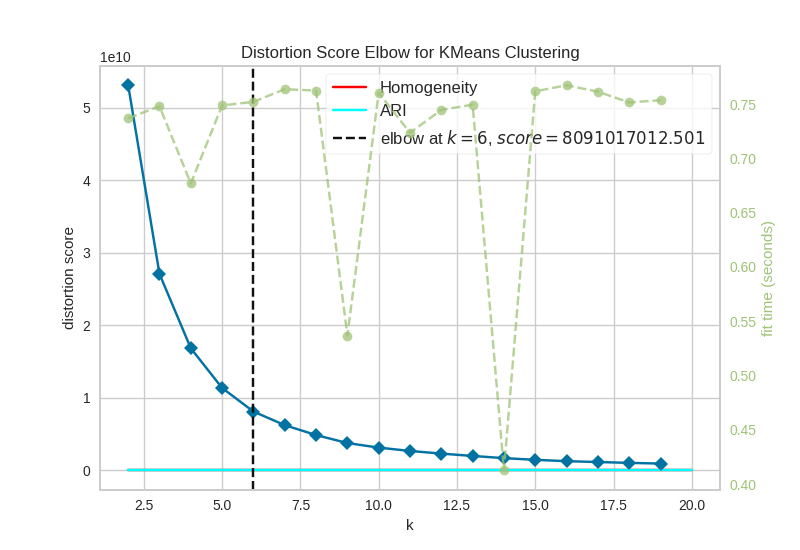 Distortion Score Elbow for KMeans Clustering
1e10
Homogeneity
ARI
elbow at k = 6, score = 8091017012.501
5
4
3
2
1
0
distortion score
0.75
0.70
0.65
0.60
0.55
0.50
0.45
0.40
fit time (seconds)
2.5 5.0 7.5 10.0 12.5 15.0 17.5 20.0
k